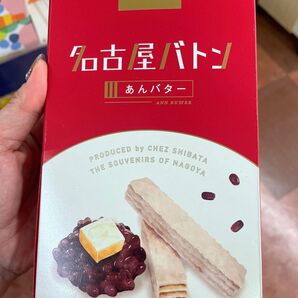 名古屋バトン
あんバター
ANN BUTTER
PRODUCED by CHEZ SHIBATA
THE SOUVENIRS OF NAGOYA